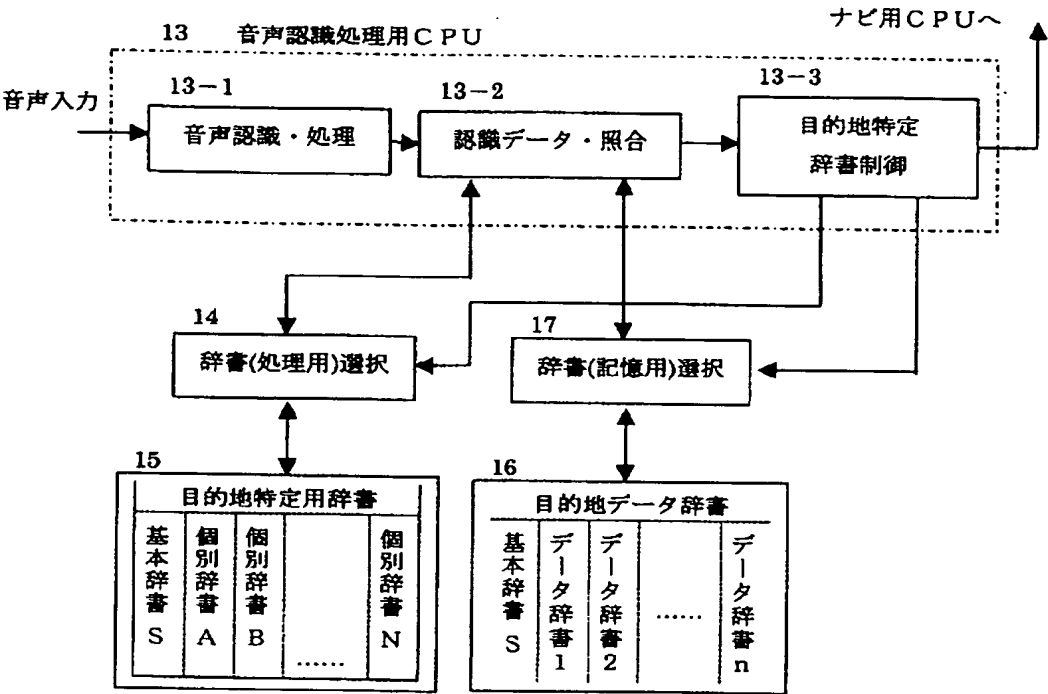 ナビ用CPUへ
13 音声認識処理用CPU
音声入力
13-1
音声認識・処理
13-2
認識データ・照合
13-3
目的地特定
辞書制御
14
辞書(処理用)選択
17
辞書(記憶用)選択
15
目的地特定用辞書
基本辞書S
個別辞書A
個別辞書B
……
個別辞書N
16
目的地データ辞書
基本辞書S
データ辞書1
データ辞書2
……
データ辞書n